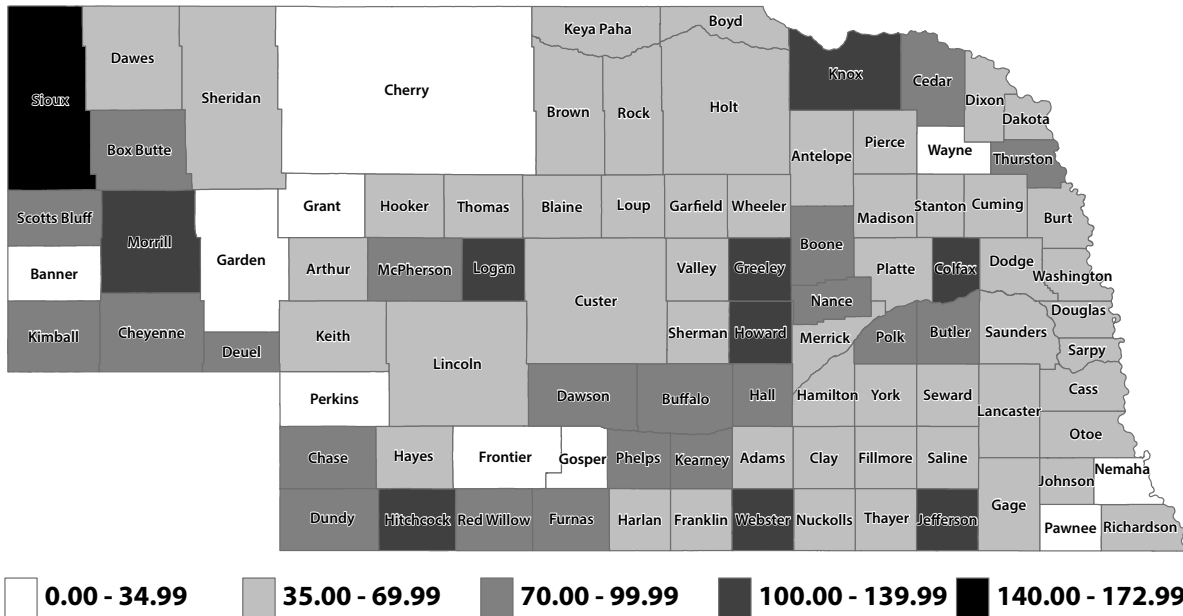 Keya Paha
Boyd
Dawes
Knox
Cedar
Cherry
Sioux
Sheridan
Dixon
Brown
Rock
Holt
Dakota
Box Butte
Antelope
Pierce
Wayne
Thurston
Scotts Bluff
Grant
Hooker
Thomas
Blaine
Loup
Garfield
Wheeler
Madison
Stanton
Cuming
Burt
Morrill
Boone
Banner
Garden
Arthur
McPherson
Logan
Valley
Greeley
Platte
Colfax
Dodge
Washington
Custer
Nance
Douglas
Kimball
Cheyenne
Keith
Sherman
Howard
Merrick
Polk
Butler
Saunders
Deuel
Lincoln
Sarpy
Perkins
Dawson
Buffalo
Hall
Hamilton
York
Seward
Lancaster
Cass
Otoe
Chase
Hayes
Frontier
Gosper
Phelps
Kearney
Adams
Clay
Fillmore
Saline
Johnson
Nemaha
Dundy
Hitchcock
Red Willow
Furnas
Harlan
Franklin
Webster
Nuckolls
Thayer
Jefferson
Gage
Pawnee
Richardson
0.00 - 34.99
35.00 - 69.99
70.00 - 99.99
100.00 - 139.99
140.00 - 172.99